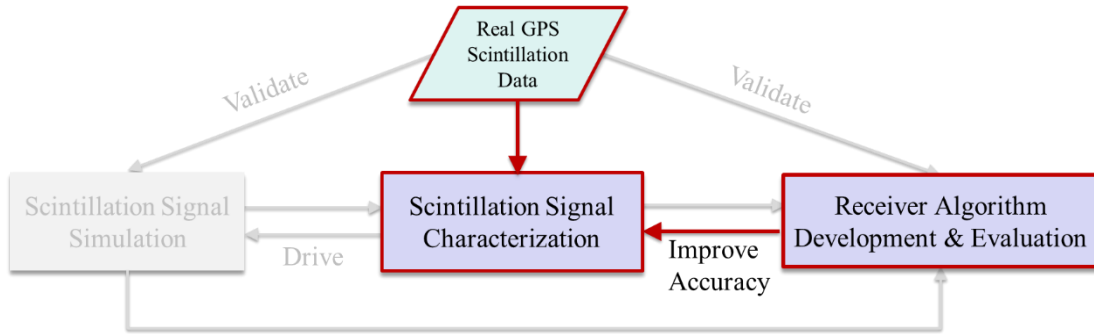 Real GPS
Scintillation
Data
Validate
Validate
Scintillation Signal
Simulation
Drive
Scintillation Signal
Characterization
Improve
Accuracy
Receiver Algorithm
Development & Evaluation